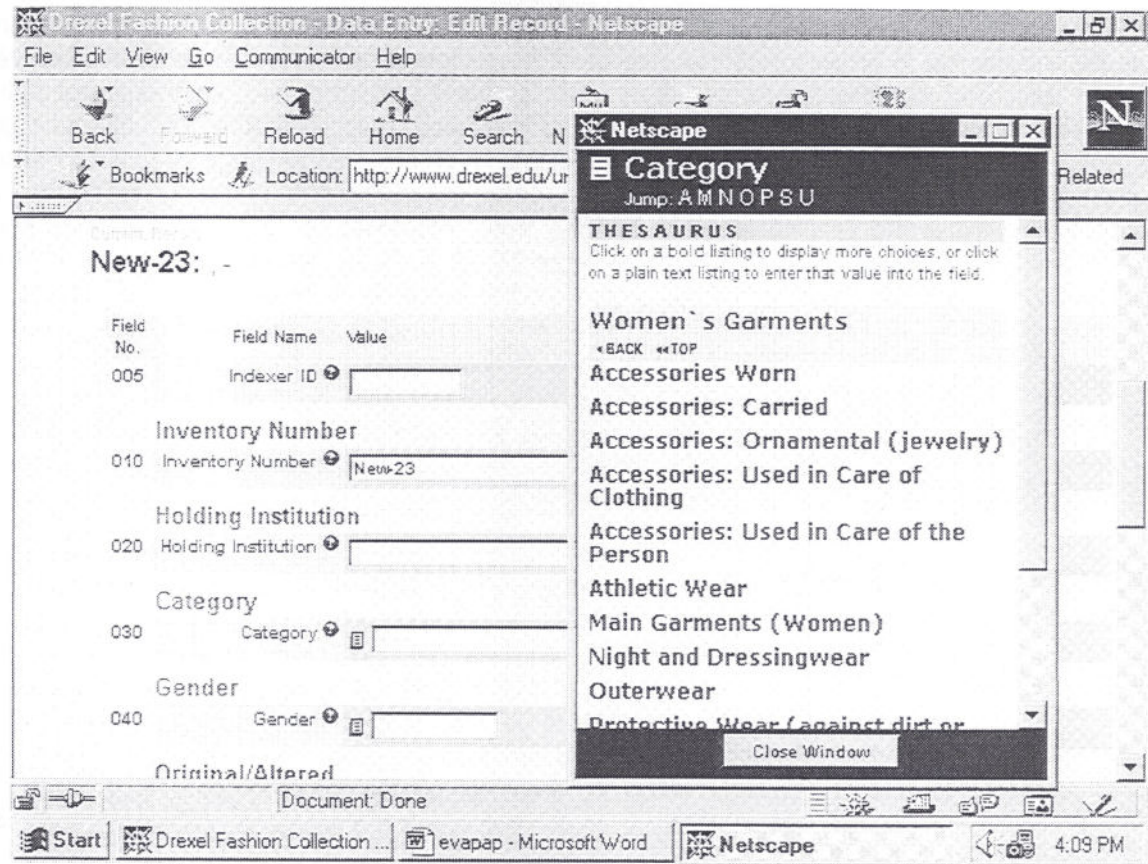 Drexel Fashion Collection - Data Entry: Edit Record - Netscape
File Edit View Go Communicator Help
Back Forward Reload Home Search N
Bookmarks Location: http://www.drexel.edu/ur
Related
New-23: , -
Field No.
Field Name Value
005 Indexer ID
Inventory Number
010 Inventory Number New-23
Holding Institution
020 Holding Institution
Category
030 Category
Gender
040 Gender
Original/Altered
Netscape
Category
Jump: A M N O P S U
THESAURUS
Click on a bold listing to display more choices, or click
on a plain text listing to enter that value into the field.
Women`s Garments
BACK TOP
Accessories Worn
Accessories: Carried
Accessories: Ornamental (jewelry)
Accessories: Used in Care of
Clothing
Accessories: Used in Care of the
Person
Athletic Wear
Main Garments (Women)
Night and Dressingwear
Outerwear
Protective Wear (against dirt or
Close Window
Document: Done
Start Drexel Fashion Collection ... evapap - Microsoft Word Netscape 4:09 PM